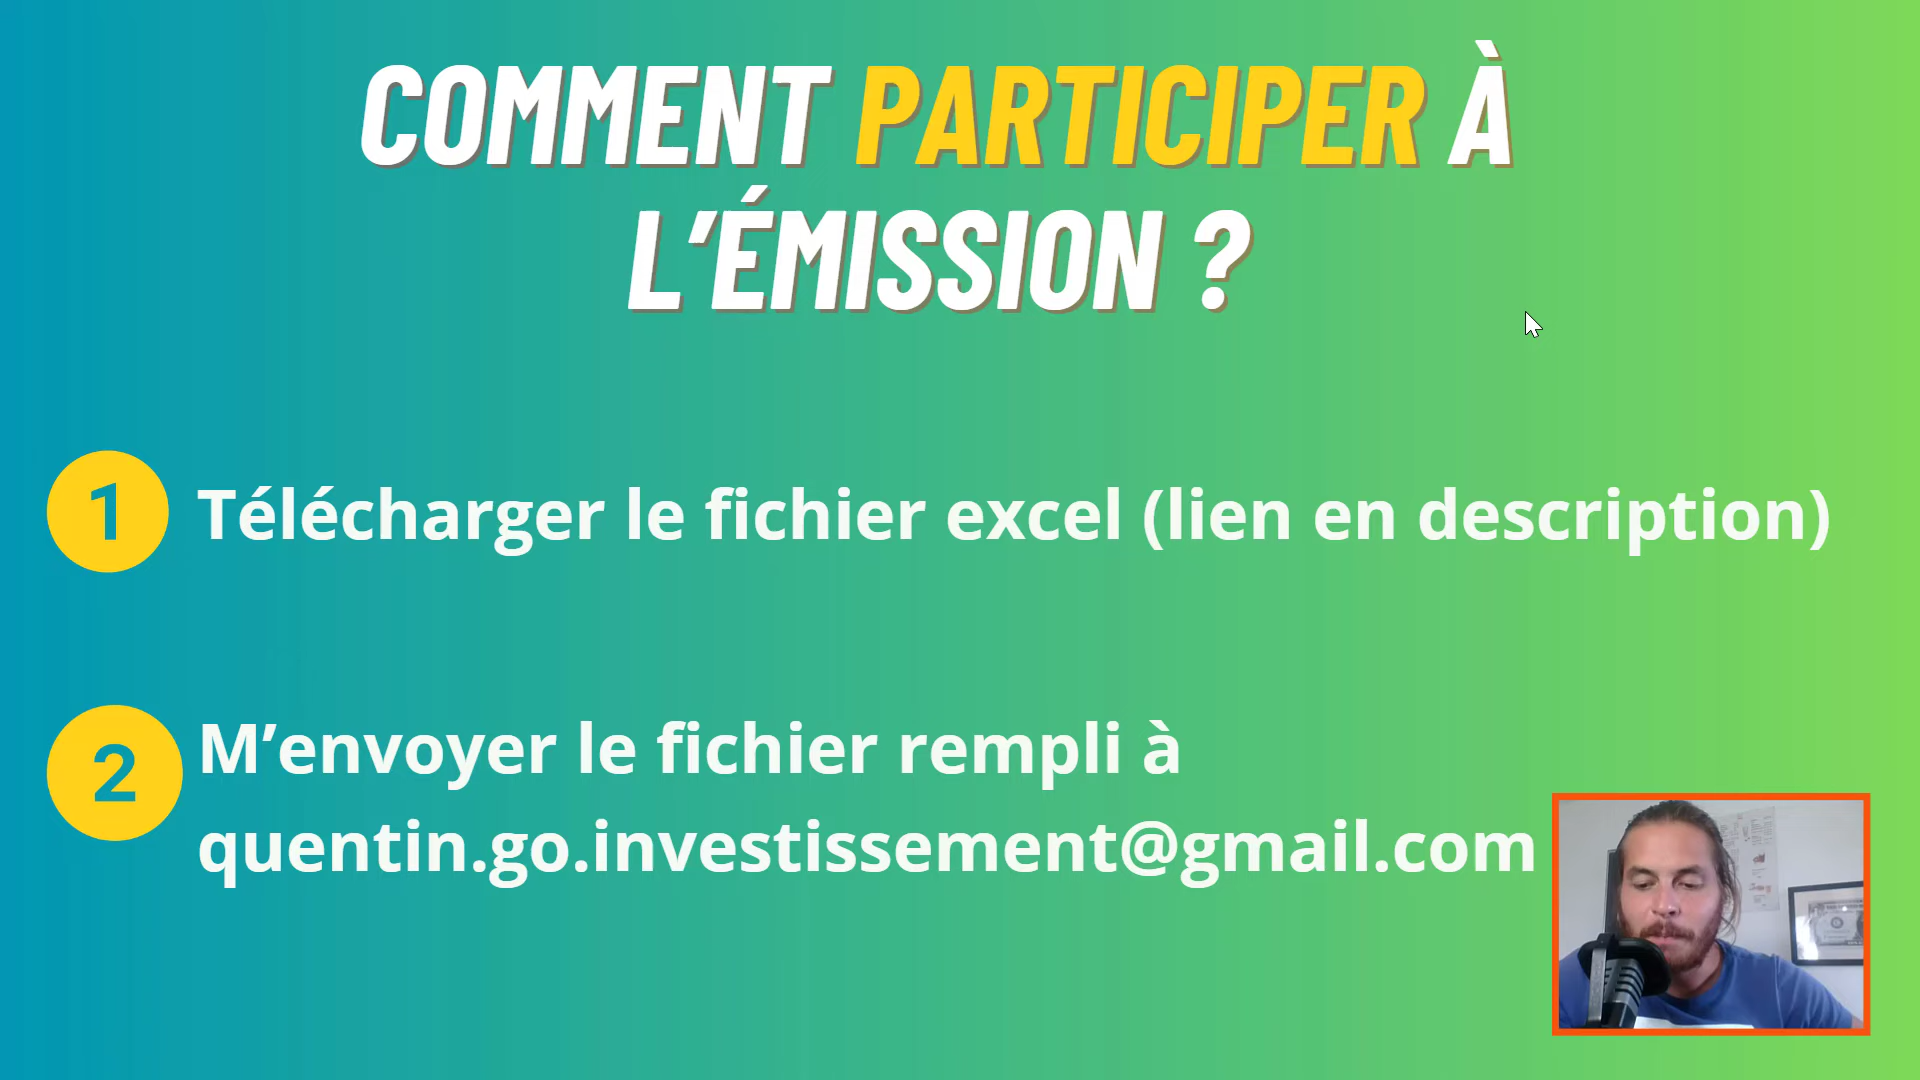 COMMENT PARTICIPER À
L’ÉMISSION ?
1 Télécharger le fichier excel (lien en description)
2 M’envoyer le fichier rempli à
quentin.go.investissement@gmail.com